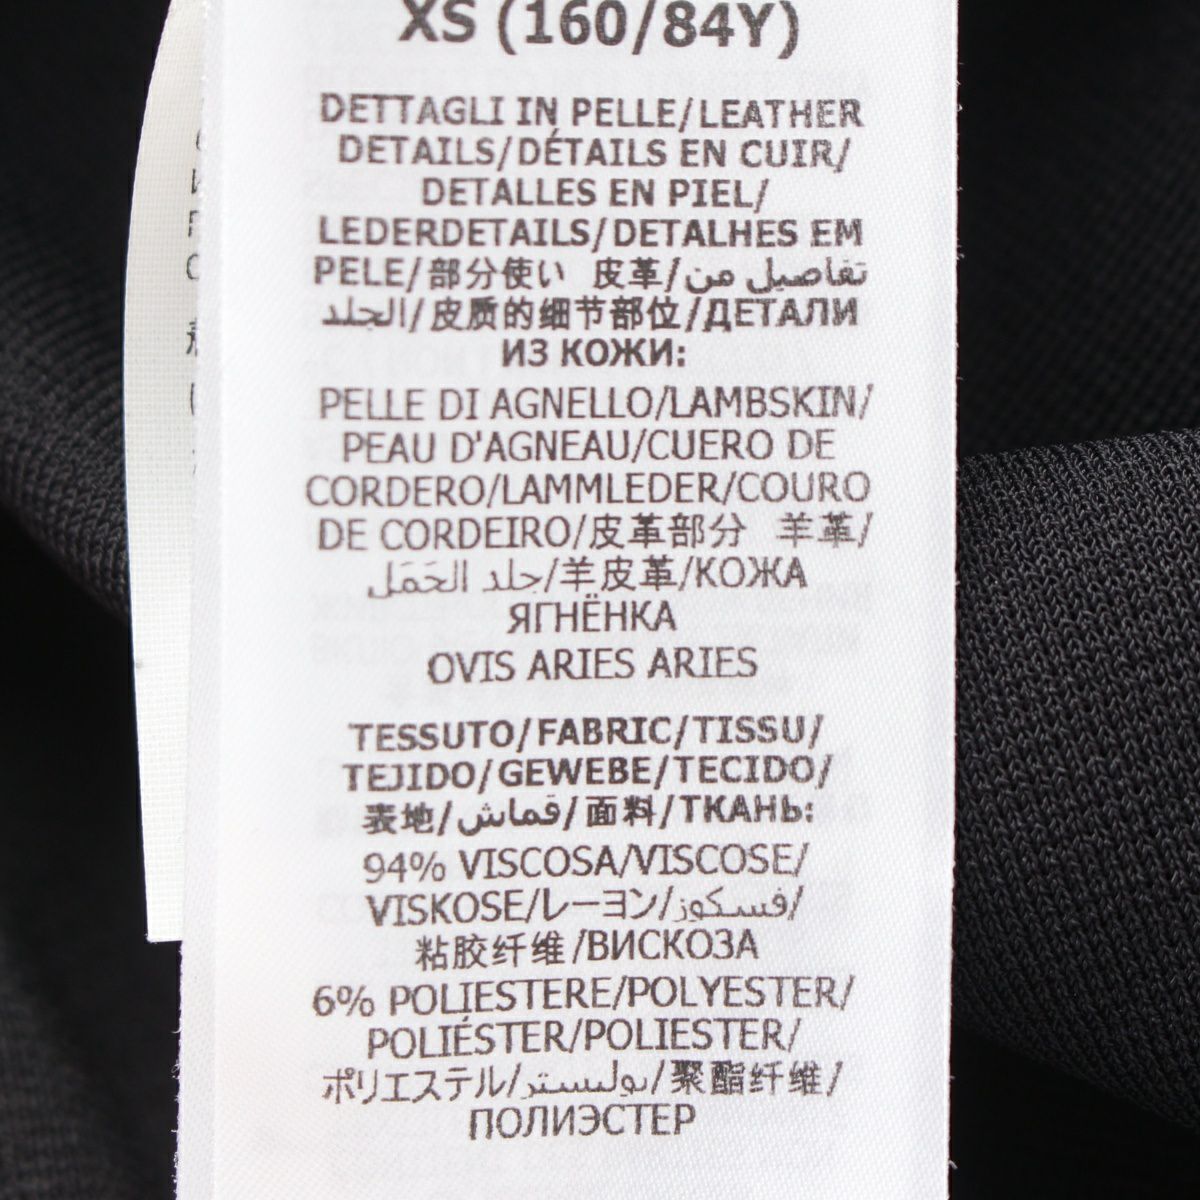 XS (160/84Y)
DETTAGLI IN PELLE/LEATHER
DETAILS/DÉTAILS EN CUIR/
DETALLES EN PIEL/
LEDERDETAILS/DETALHES EM
PELE/部分使い 皮革/تفاصيل من
الجلد/皮质的细节部位/ДЕТАЛИ
ИЗ КОЖИ:
PELLE DI AGNELLO/LAMBSKIN/
PEAU D'AGNEAU/CUERO DE
CORDERO/LAMMLEDER/COURO
DE CORDEIRO/皮革部分 羊革/
جلد الحَمَل/羊皮革/КОЖА
ЯГНЁНКА
OVIS ARIES ARIES
TESSUTO/FABRIC/TISSU/
TEJIDO/GEWEBE/TECIDO/
表地/قماش/面料/ТКАНЬ:
94% VISCOSA/VISCOSE/
VISKOSE/レーヨン/فسكوز/
粘胶纤维/ВИСКОЗА
6% POLIESTERE/POLYESTER/
POLIÉSTER/POLIESTER/
ポリエステル/بوليستر/聚酯纤维/
ПОЛИЭСТЕР